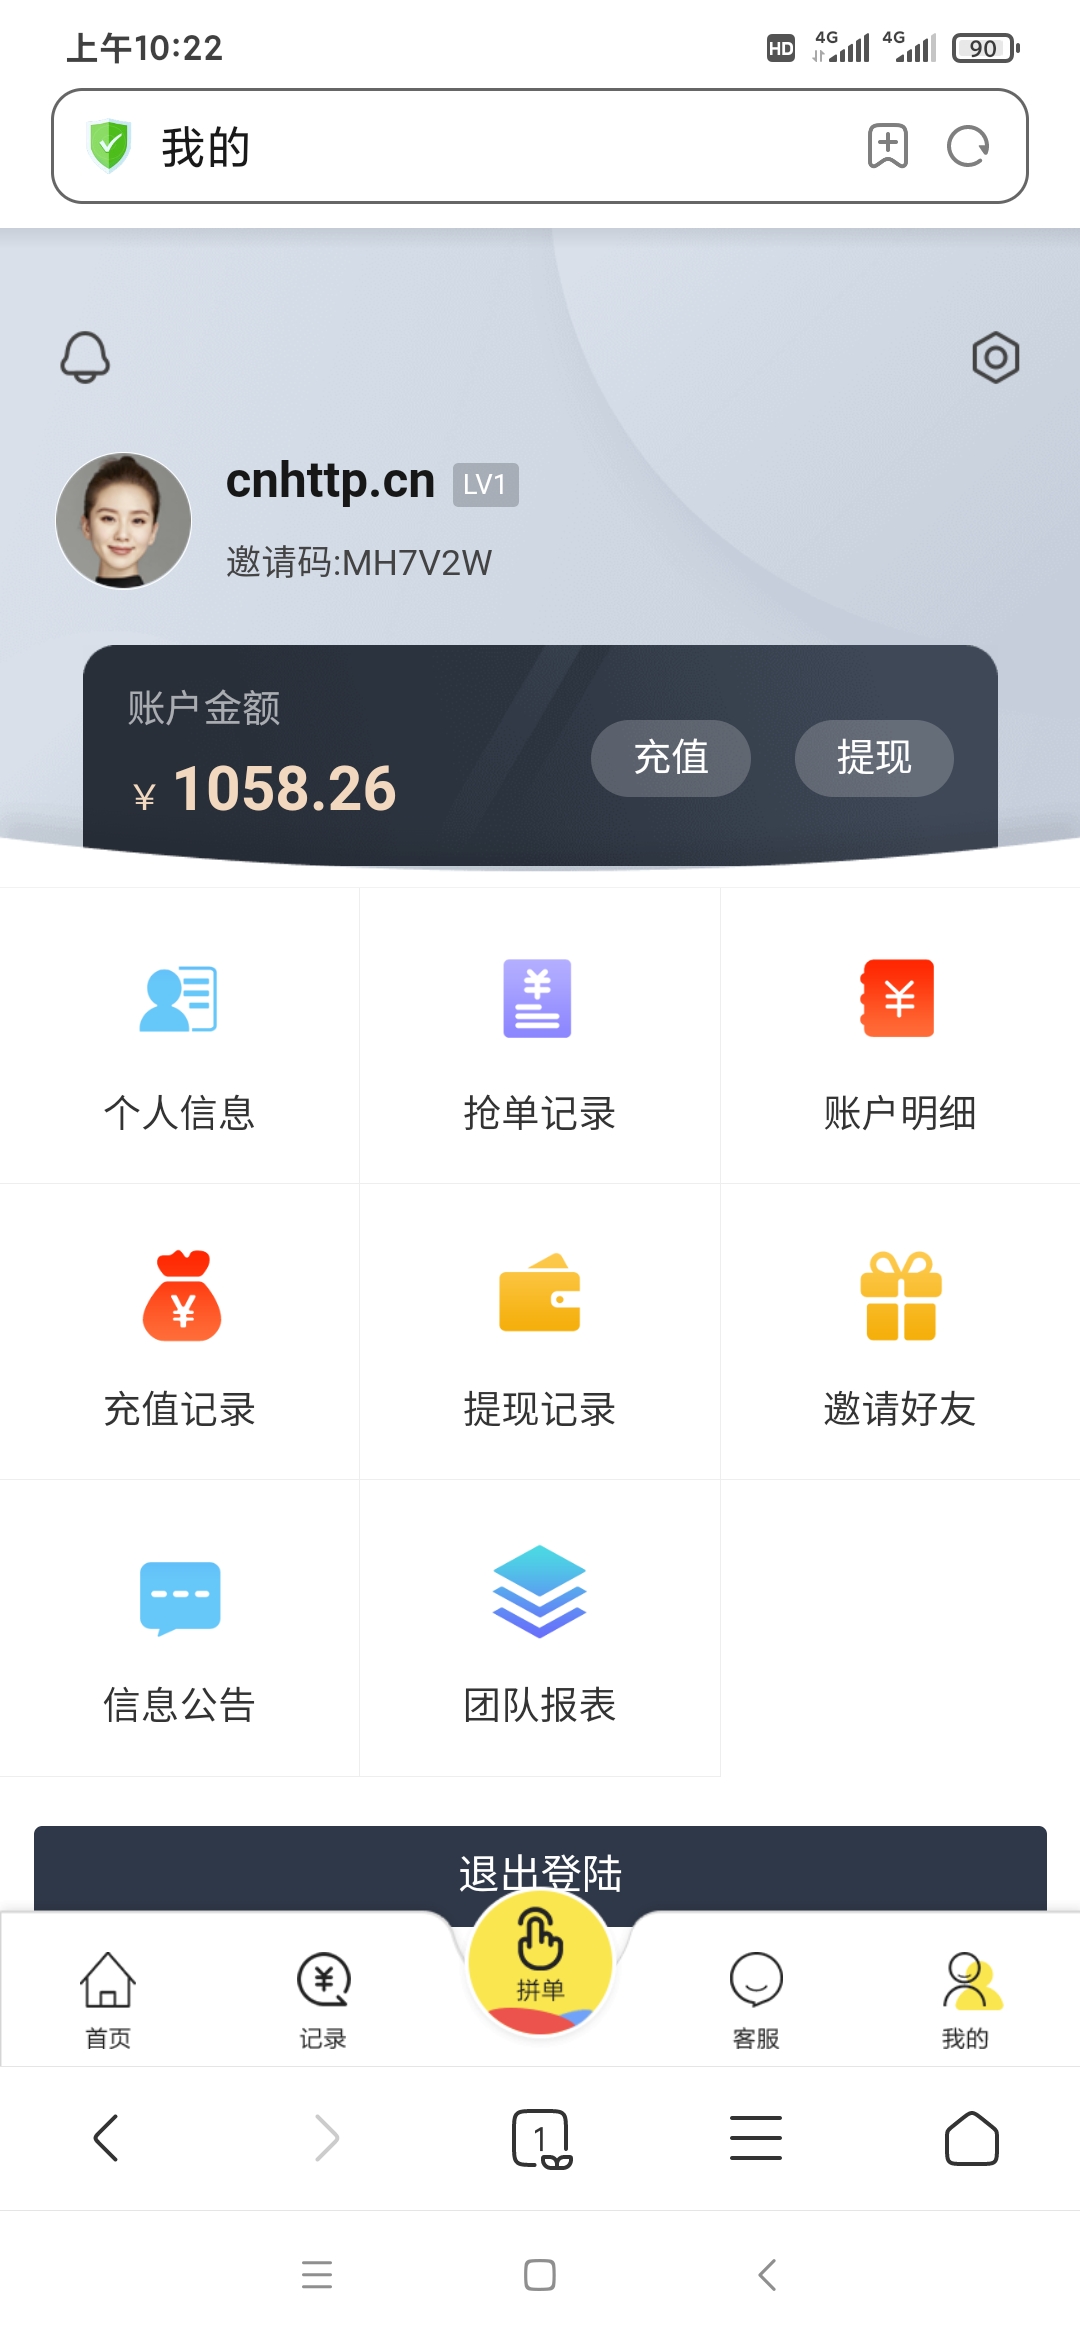 上午10:22
HD 4G 4G 90
我的
cnhttp.cn LV1
邀请码:MH7V2W
账户金额
¥ 1058.26
充值 提现
个人信息 抢单记录 账户明细
充值记录 提现记录 邀请好友
信息公告 团队报表
退出登陆
拼单
首页 记录 客服 我的
1